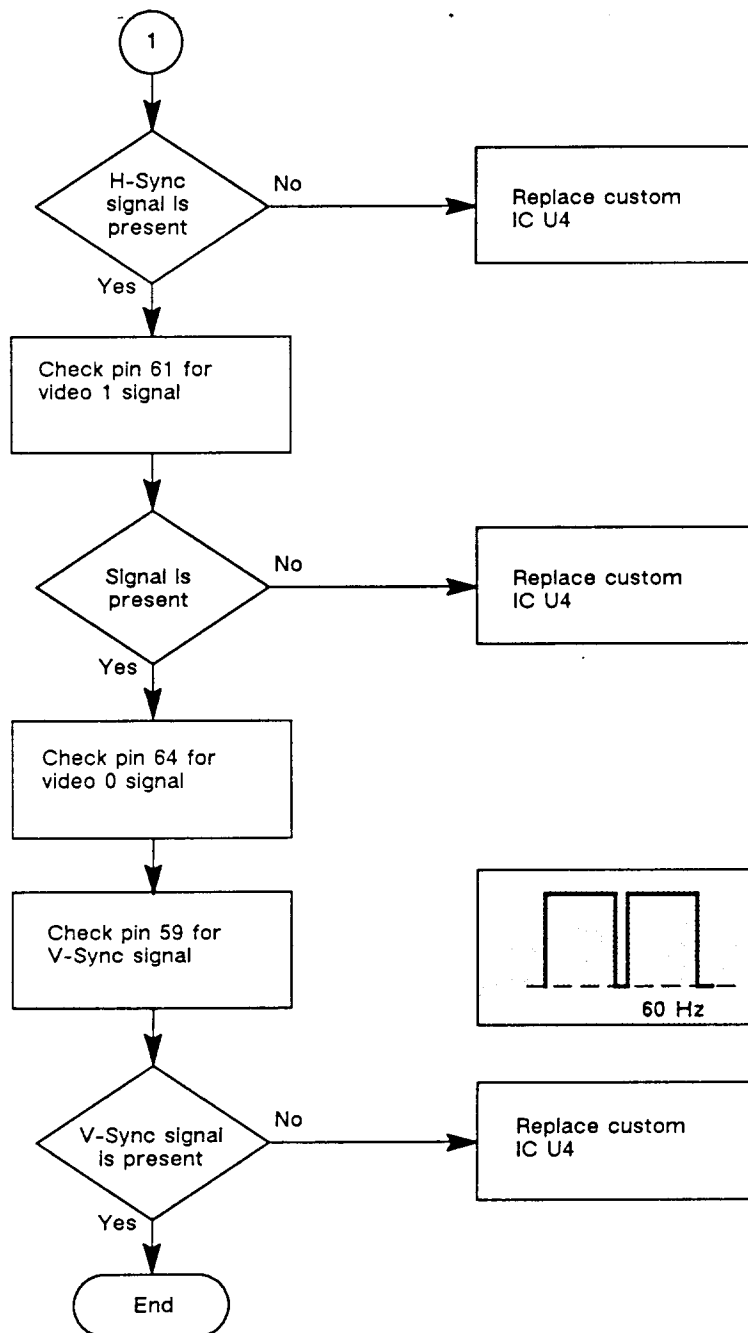 1
H-Sync
signal is
present
No
Replace custom
IC U4
Yes
Check pin 61 for
video 1 signal
Signal is
present
No
Replace custom
IC U4
Yes
Check pin 64 for
video 0 signal
Check pin 59 for
V-Sync signal
60 Hz
V-Sync signal
is present
No
Replace custom
IC U4
Yes
End